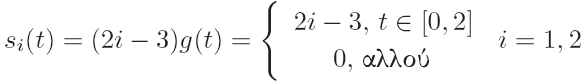 s_i(t) = (2i − 3)g(t) = { 2i − 3, t ∈ [0, 2]
0, αλλού
i = 1, 2